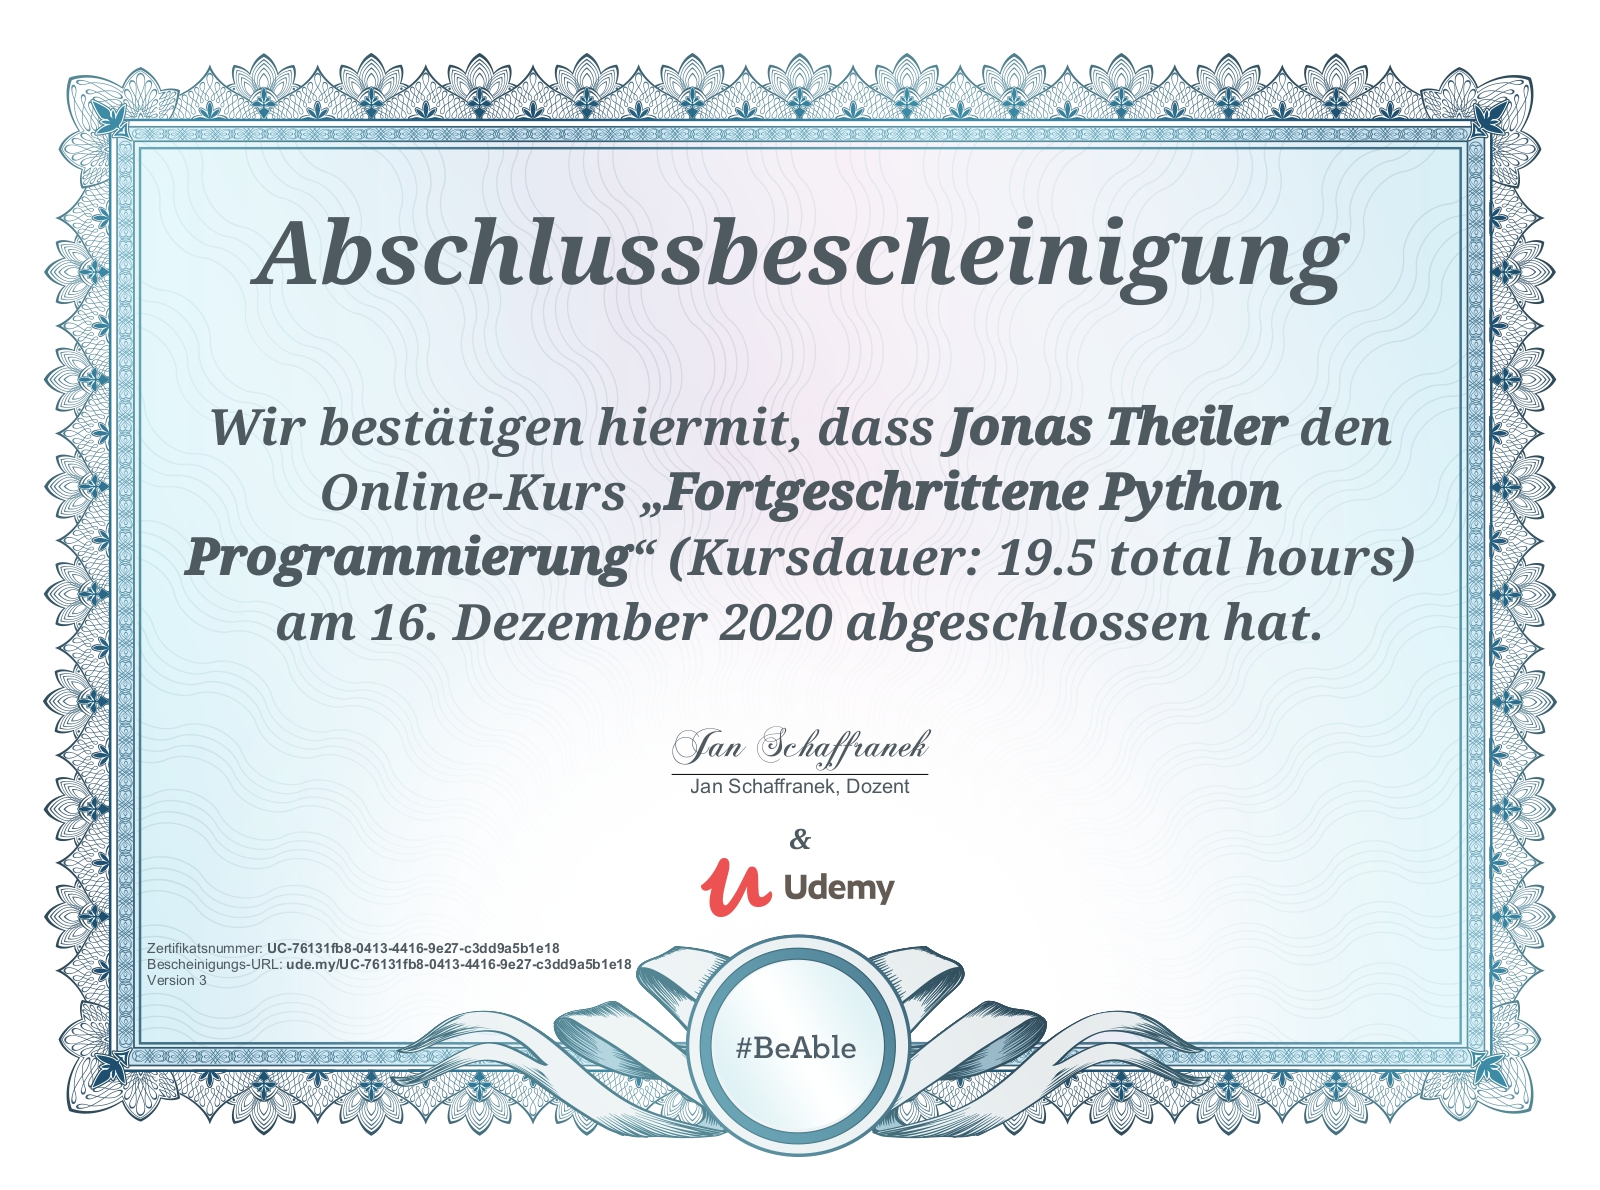 Abschlussbescheinigung
Wir bestätigen hiermit, dass Jonas Theiler den
Online-Kurs „Fortgeschrittene Python
Programmierung“ (Kursdauer: 19.5 total hours)
am 16. Dezember 2020 abgeschlossen hat.
Jan Schaffranek
Jan Schaffranek, Dozent
&
Udemy
Zertifikatsnummer: UC-76131fb8-0413-4416-9e27-c3dd9a5b1e18
Bescheinigungs-URL: ude.my/UC-76131fb8-0413-4416-9e27-c3dd9a5b1e18
Version 3
#BeAble